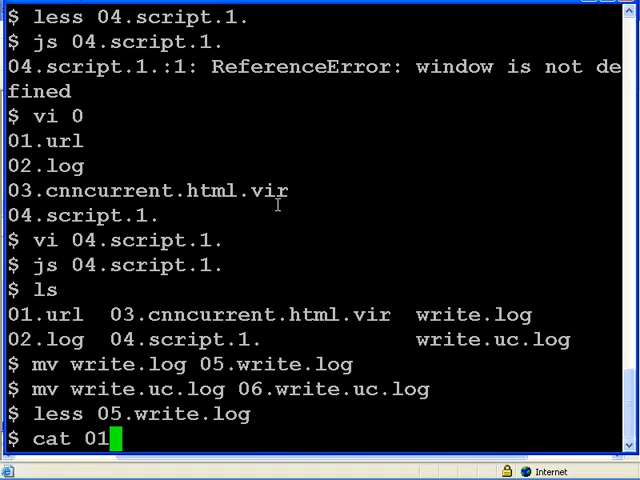 $ less 04.script.1.
$ js 04.script.1.
04.script.1.:1: ReferenceError: window is not de
fined
$ vi 0
01.url
02.log
03.cnncurrent.html.vir
04.script.1.
$ vi 04.script.1.
$ js 04.script.1.
$ ls
01.url  03.cnncurrent.html.vir  write.log
02.log  04.script.1.            write.uc.log
$ mv write.log 05.write.log
$ mv write.uc.log 06.write.uc.log
$ less 05.write.log
$ cat 01
Internet